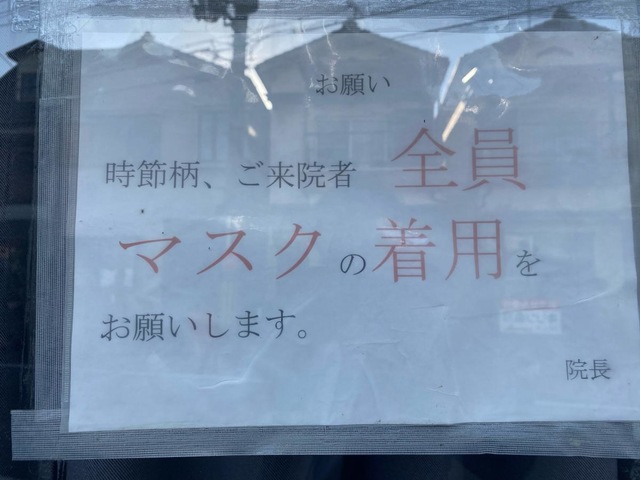 お願い
時節柄、ご来院者 全員
マスクの着用を
お願いします。
院長